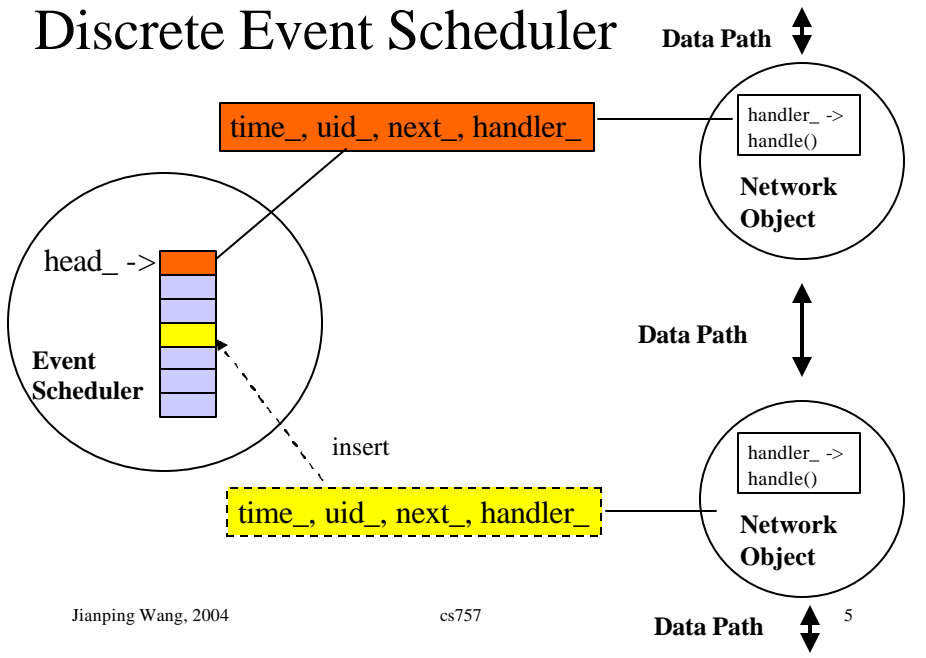 Discrete Event Scheduler
Data Path
time_, uid_, next_, handler_
handler_ ->
handle()
Network
Object
head_ ->
Event
Scheduler
Data Path
insert
handler_ ->
handle()
time_, uid_, next_, handler_
Network
Object
Jianping Wang, 2004
cs757
5
Data Path